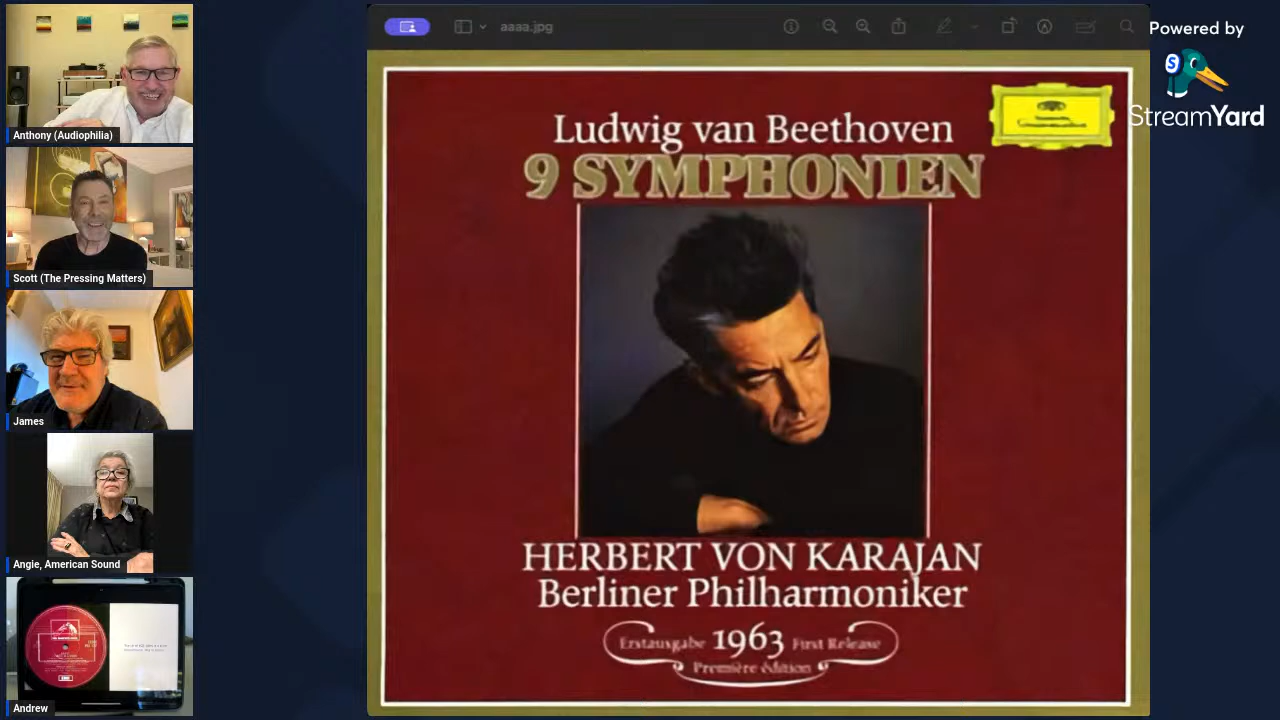 aaaa.jpg
Powered by
StreamYard
Ludwig van Beethoven
9 SYMPHONIEN
HERBERT VON KARAJAN
Berliner Philharmoniker
Erstausgabe 1963 First Release
Première édition
Anthony (Audiophilia)
Scott (The Pressing Matters)
James
Angie, American Sound
EMI
Andrew